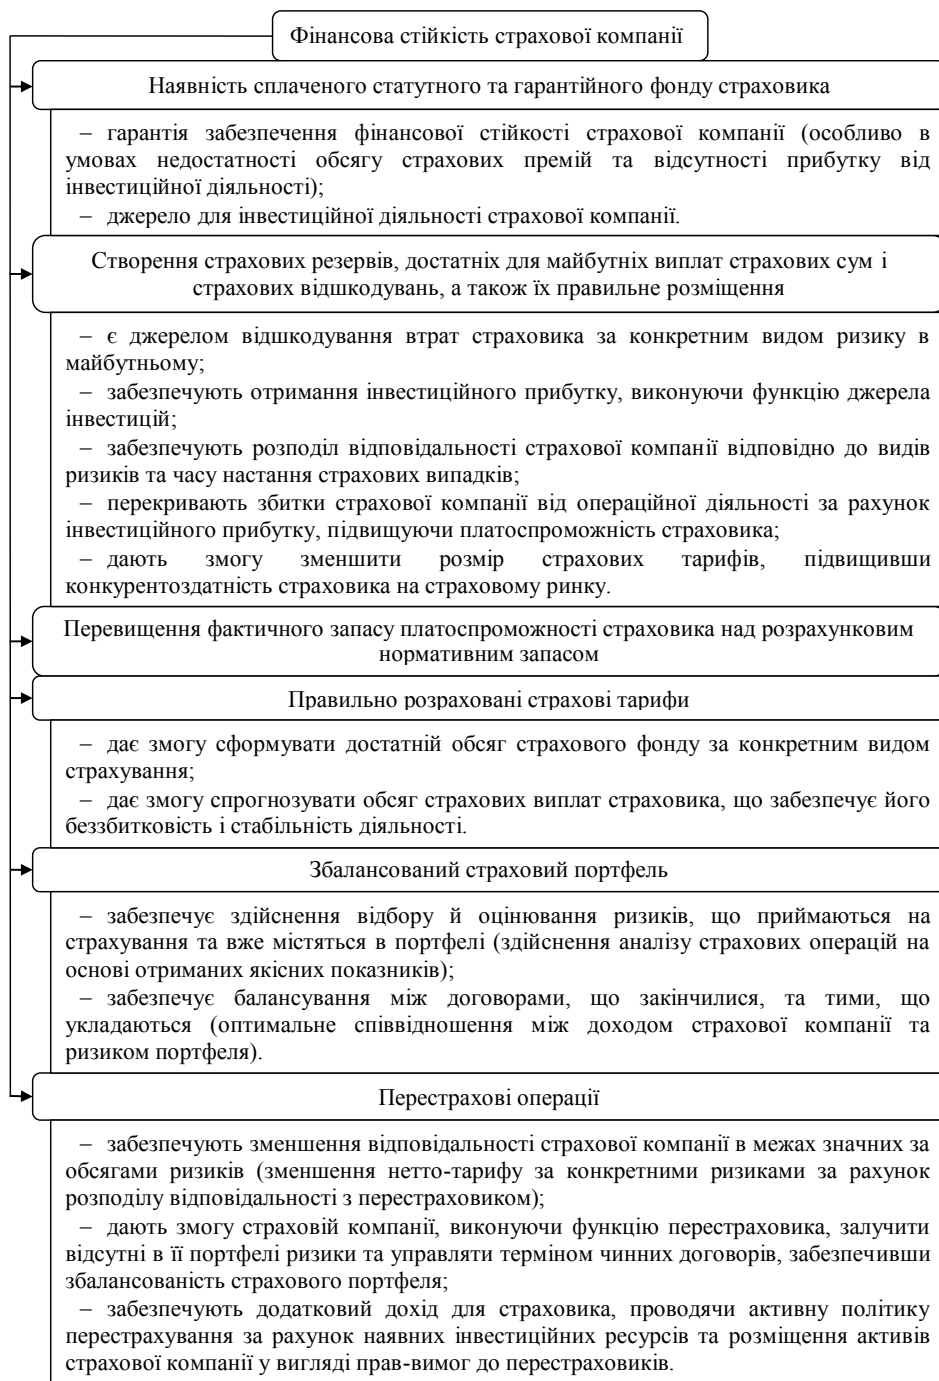 Фінансова стійкість страхової компанії
Наявність сплаченого статутного та гарантійного фонду страховика
– гарантія забезпечення фінансової стійкості страхової компанії (особливо в
умовах недостатності обсягу страхових премій та відсутності прибутку від
інвестиційної діяльності);
– джерело для інвестиційної діяльності страхової компанії.
Створення страхових резервів, достатніх для майбутніх виплат страхових сум і
страхових відшкодувань, а також їх правильне розміщення
– є джерелом відшкодування втрат страховика за конкретним видом ризику в
майбутньому;
– забезпечують отримання інвестиційного прибутку, виконуючи функцію джерела
інвестицій;
– забезпечують розподіл відповідальності страхової компанії відповідно до видів
ризиків та часу настання страхових випадків;
– перекривають збитки страхової компанії від операційної діяльності за рахунок
інвестиційного прибутку, підвищуючи платоспроможність страховика;
– дають змогу зменшити розмір страхових тарифів, підвищивши
конкурентоздатність страховика на страховому ринку.
Перевищення фактичного запасу платоспроможності страховика над розрахунковим
нормативним запасом
Правильно розраховані страхові тарифи
– дає змогу сформувати достатній обсяг страхового фонду за конкретним видом
страхування;
– дає змогу спрогнозувати обсяг страхових виплат страховика, що забезпечує його
беззбитковість і стабільність діяльності.
Збалансований страховий портфель
– забезпечує здійснення відбору й оцінювання ризиків, що приймаються на
страхування та вже містяться в портфелі (здійснення аналізу страхових операцій на
основі отриманих якісних показників);
– забезпечує балансування між договорами, що закінчилися, та тими, що
укладаються (оптимальне співвідношення між доходом страхової компанії та
ризиком портфеля).
Перестрахові операції
– забезпечують зменшення відповідальності страхової компанії в межах значних за
обсягами ризиків (зменшення нетто-тарифу за конкретними ризиками за рахунок
розподілу відповідальності з перестраховиком);
– дають змогу страховій компанії, виконуючи функцію перестраховика, залучити
відсутні в її портфелі ризики та управляти терміном чинних договорів, забезпечивши
збалансованість страхового портфеля;
– забезпечують додатковий дохід для страховика, проводячи активну політику
перестрахування за рахунок наявних інвестиційних ресурсів та розміщення активів
страхової компанії у вигляді прав-вимог до перестраховиків.